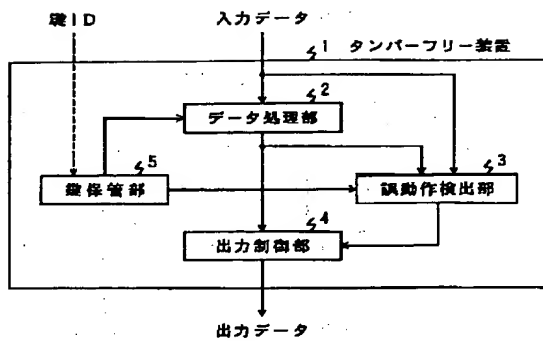 鍵ID
入力データ
1 タンパーフリー装置
2
データ処理部
5
鍵保管部
3
誤動作検出部
4
出力制御部
出力データ